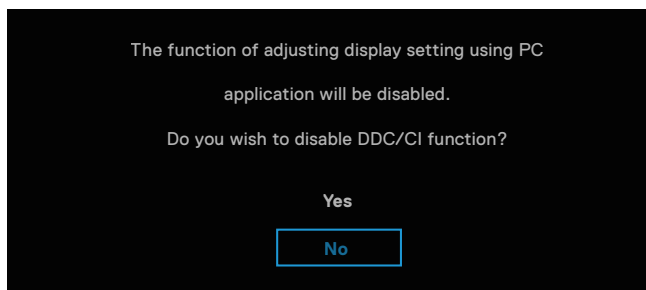 The function of adjusting display setting using PC
application will be disabled.
Do you wish to disable DDC/CI function?
Yes
No